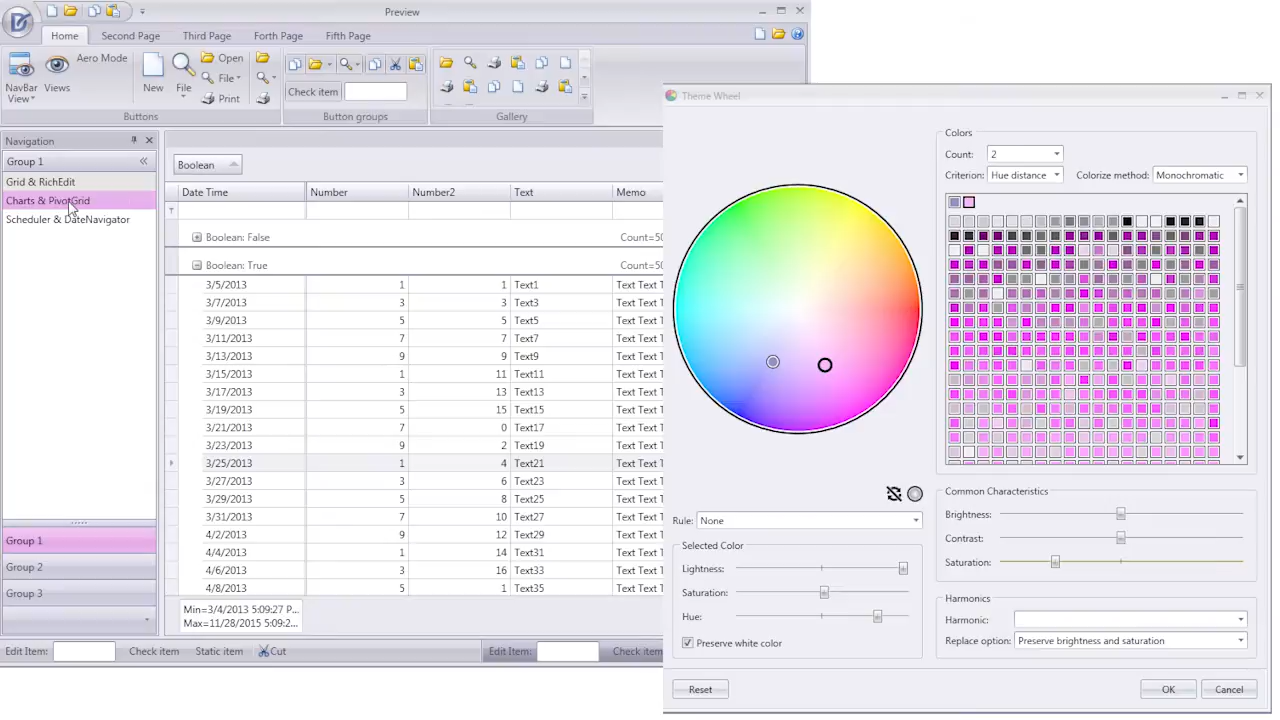 Preview
Home Second Page Third Page Forth Page Fifth Page
NavBar View
Views
Aero Mode
New
File
Open
File
Print
Check item
Buttons
Button groups
Gallery
Navigation
Group 1
Grid & RichEdit
Charts & PivotGrid
Scheduler & DateNavigator
Group 1
Group 2
Group 3
Boolean
Date Time Number Number2 Text Memo
Boolean: False Count=50
Boolean: True Count=50
3/5/2013 1 1 Text1 Text Text T
3/7/2013 3 3 Text3 Text Text T
3/9/2013 5 5 Text5 Text Text T
3/11/2013 7 7 Text7 Text Text T
3/13/2013 9 9 Text9 Text Text T
3/15/2013 1 11 Text11 Text Text T
3/17/2013 3 13 Text13 Text Text T
3/19/2013 5 15 Text15 Text Text T
3/21/2013 7 0 Text17 Text Text T
3/23/2013 9 2 Text19 Text Text T
3/25/2013 1 4 Text21 Text Text T
3/27/2013 3 6 Text23 Text Text T
3/29/2013 5 8 Text25 Text Text T
3/31/2013 7 10 Text27 Text Text T
4/2/2013 9 12 Text29 Text Text T
4/4/2013 1 14 Text31 Text Text T
4/6/2013 3 16 Text33 Text Text T
4/8/2013 5 1 Text35 Text Text T
Min=3/4/2013 5:09:27 P...
Max=11/28/2015 5:09:2...
Edit Item: Check item Static item Cut Edit Item: Check item
Theme Wheel
Colors
Count: 2
Criterion: Hue distance Colorize method: Monochromatic
Rule: None
Selected Color
Lightness:
Saturation:
Hue:
Preserve white color
Common Characteristics
Brightness:
Contrast:
Saturation:
Harmonics
Harmonic:
Replace option: Preserve brightness and saturation
Reset OK Cancel